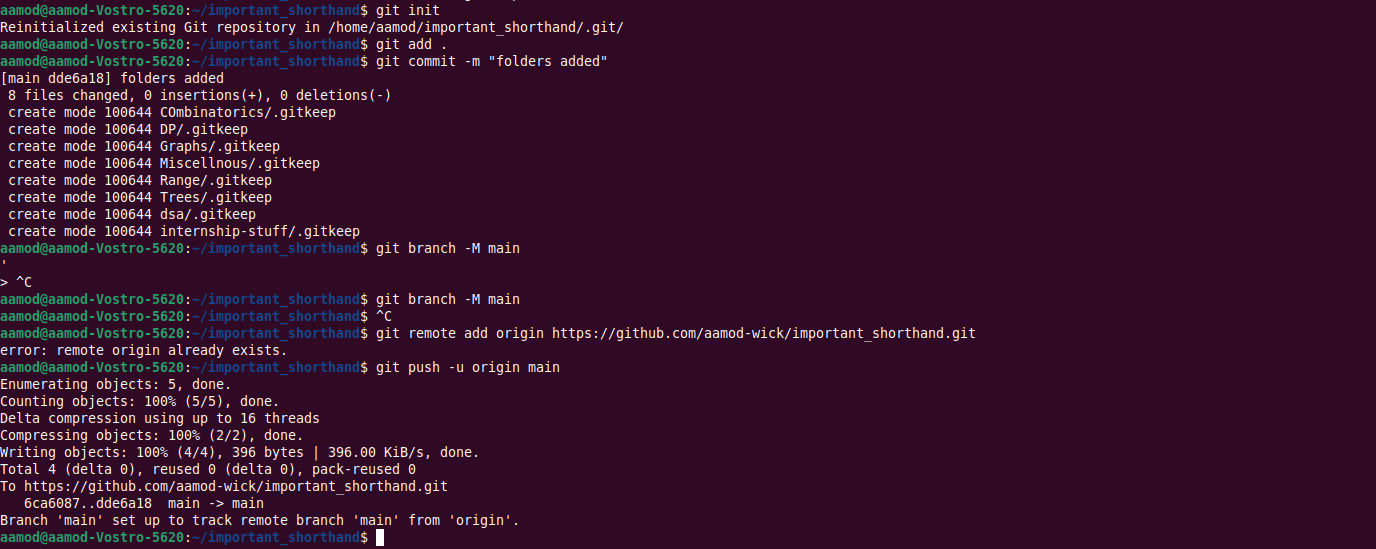 aamod@aamod-Vostro-5620:~/important_shorthand$ git init
Reinitialized existing Git repository in /home/aamod/important_shorthand/.git/
aamod@aamod-Vostro-5620:~/important_shorthand$ git add .
aamod@aamod-Vostro-5620:~/important_shorthand$ git commit -m "folders added"
[main dde6a18] folders added
 8 files changed, 0 insertions(+), 0 deletions(-)
 create mode 100644 COmbinatorics/.gitkeep
 create mode 100644 DP/.gitkeep
 create mode 100644 Graphs/.gitkeep
 create mode 100644 Miscellnous/.gitkeep
 create mode 100644 Range/.gitkeep
 create mode 100644 Trees/.gitkeep
 create mode 100644 dsa/.gitkeep
 create mode 100644 internship-stuff/.gitkeep
aamod@aamod-Vostro-5620:~/important_shorthand$ git branch -M main
'
> ^C
aamod@aamod-Vostro-5620:~/important_shorthand$ git branch -M main
aamod@aamod-Vostro-5620:~/important_shorthand$ ^C
aamod@aamod-Vostro-5620:~/important_shorthand$ git remote add origin https://github.com/aamod-wick/important_shorthand.git
error: remote origin already exists.
aamod@aamod-Vostro-5620:~/important_shorthand$ git push -u origin main
Enumerating objects: 5, done.
Counting objects: 100% (5/5), done.
Delta compression using up to 16 threads
Compressing objects: 100% (2/2), done.
Writing objects: 100% (4/4), 396 bytes | 396.00 KiB/s, done.
Total 4 (delta 0), reused 0 (delta 0), pack-reused 0
To https://github.com/aamod-wick/important_shorthand.git
   6ca6087..dde6a18  main -> main
Branch 'main' set up to track remote branch 'main' from 'origin'.
aamod@aamod-Vostro-5620:~/important_shorthand$